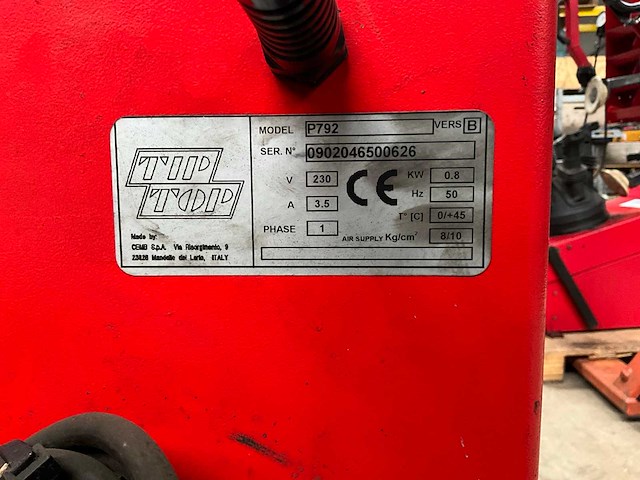 TIP
TOP
Made by:
CEMB S.p.A. Via Risorgimento, 9
23826 Mandello del Lario, ITALY
MODEL P792 VERS B
SER. N° 0902046500626
V 230 CE KW 0.8
A 3.5 Hz 50
T° [C] 0/+45
PHASE 1 AIR SUPPLY Kg/cm² 8/10